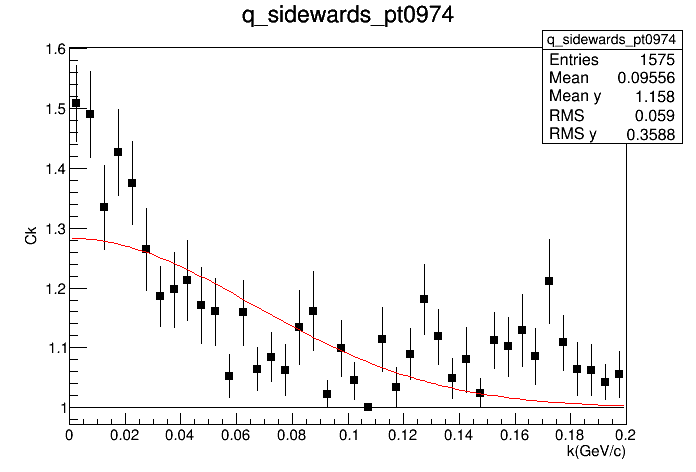 q_sidewards_pt0974
q_sidewards_pt0974
Entries 1575
Mean 0.09556
Mean y 1.158
RMS 0.059
RMS y 0.3588
Ck
1.6
1.5
1.4
1.3
1.2
1.1
1
0 0.02 0.04 0.06 0.08 0.1 0.12 0.14 0.16 0.18 0.2
k(GeV/c)